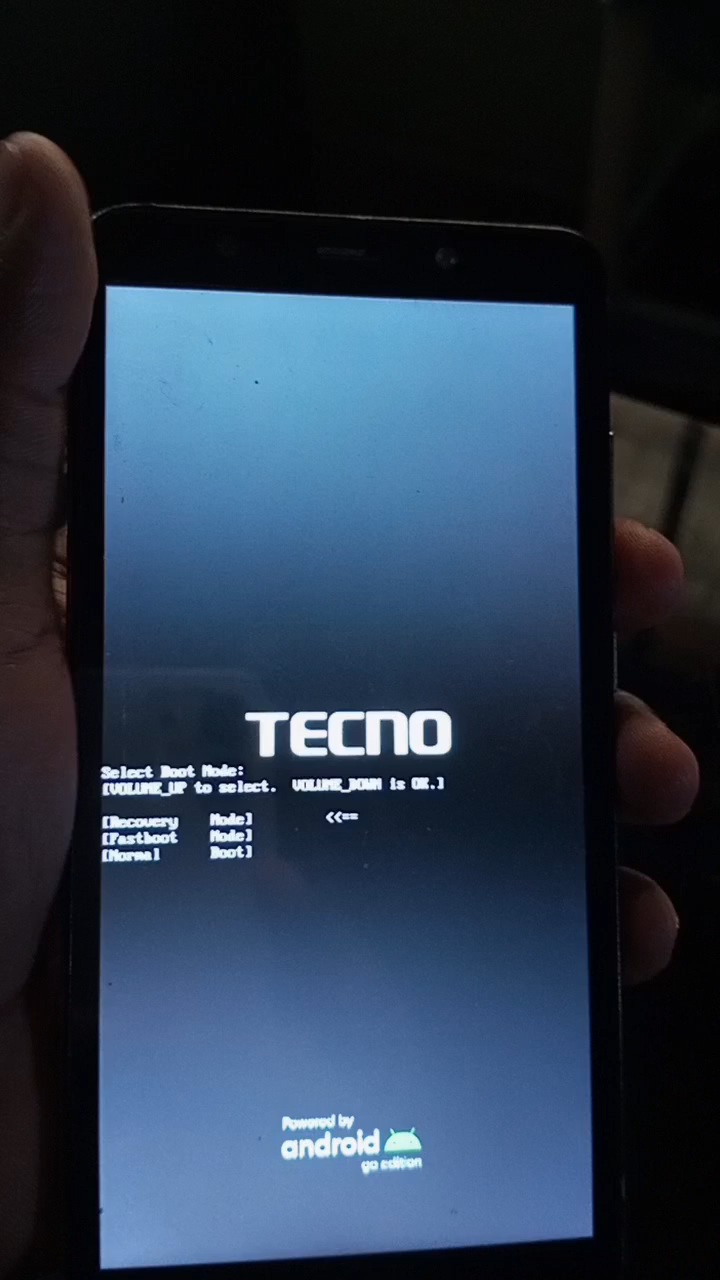 TECNO
Select Boot Mode:
[VOLUME_UP to select.  VOLUME_DOWN is OK.]
[Recovery    Mode]         <<==
[Fastboot    Mode]
[Normal      Boot]
Powered by
android
go edition